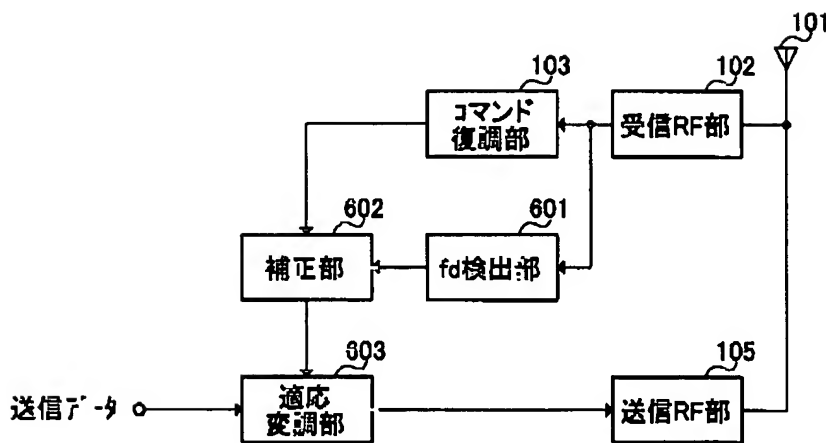 101
103
102
コマンド
復調部
受信RF部
602
601
補正部
fd検出部
603
105
送信データ
適応
変調部
送信RF部